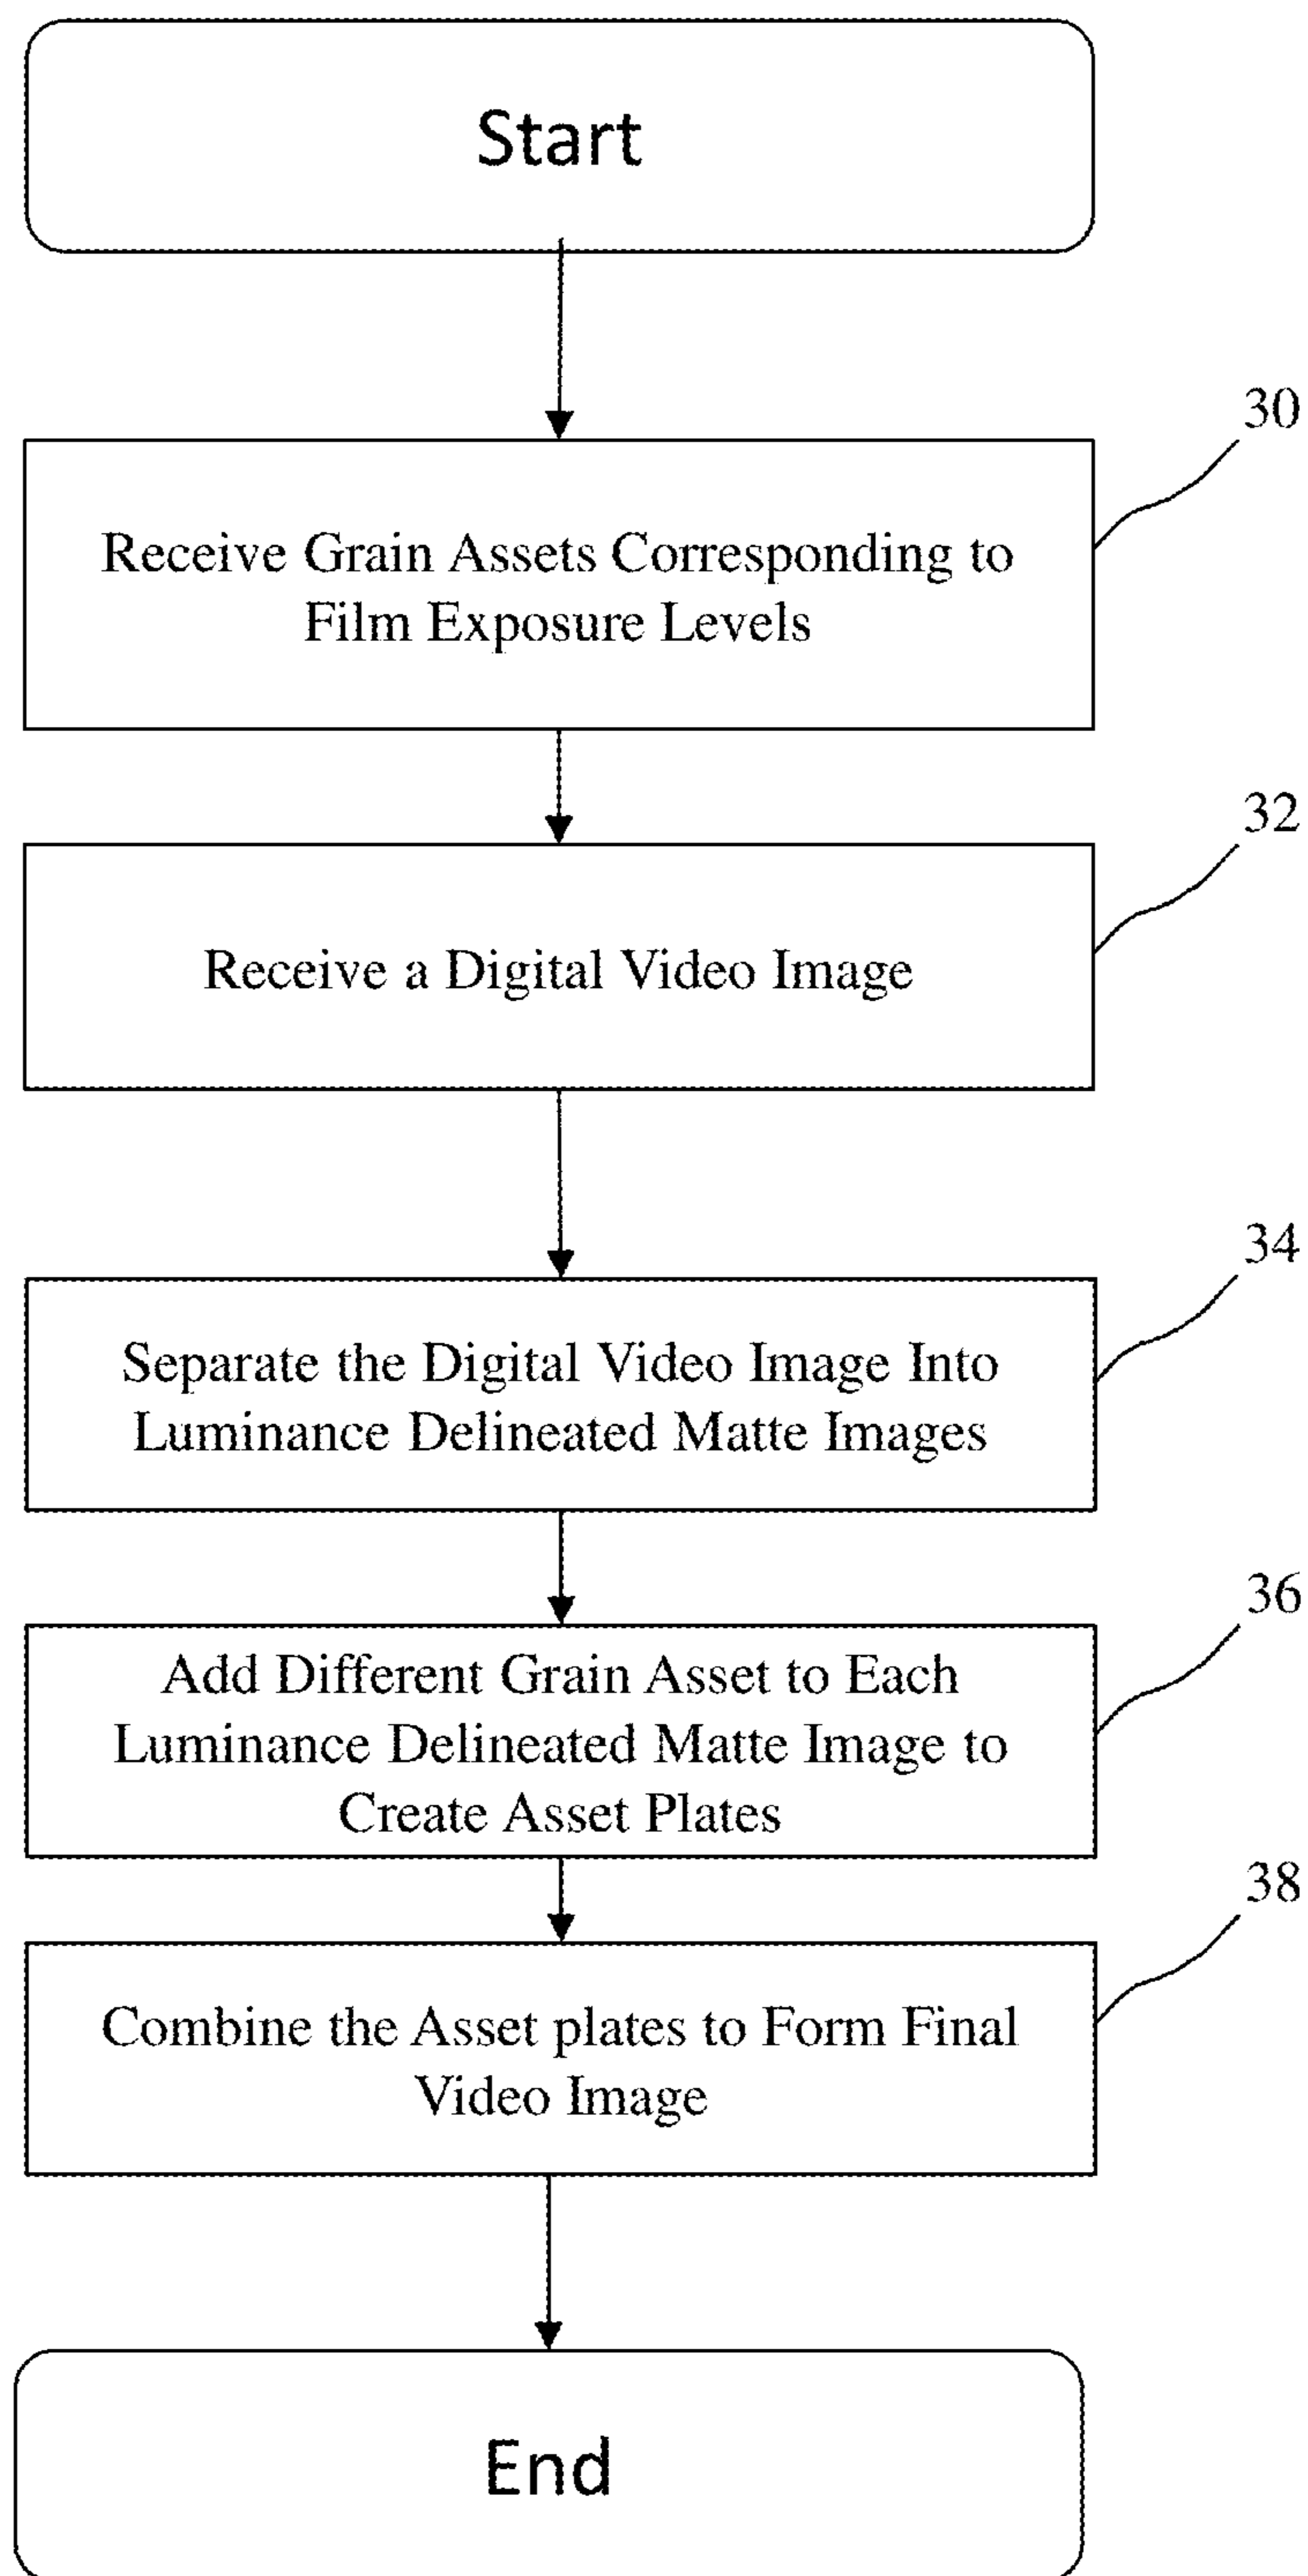 Start
30
Receive Grain Assets Corresponding to
Film Exposure Levels
32
Receive a Digital Video Image
34
Separate the Digital Video Image Into
Luminance Delineated Matte Images
36
Add Different Grain Asset to Each
Luminance Delineated Matte Image to
Create Asset Plates
38
Combine the Asset plates to Form Final
Video Image
End